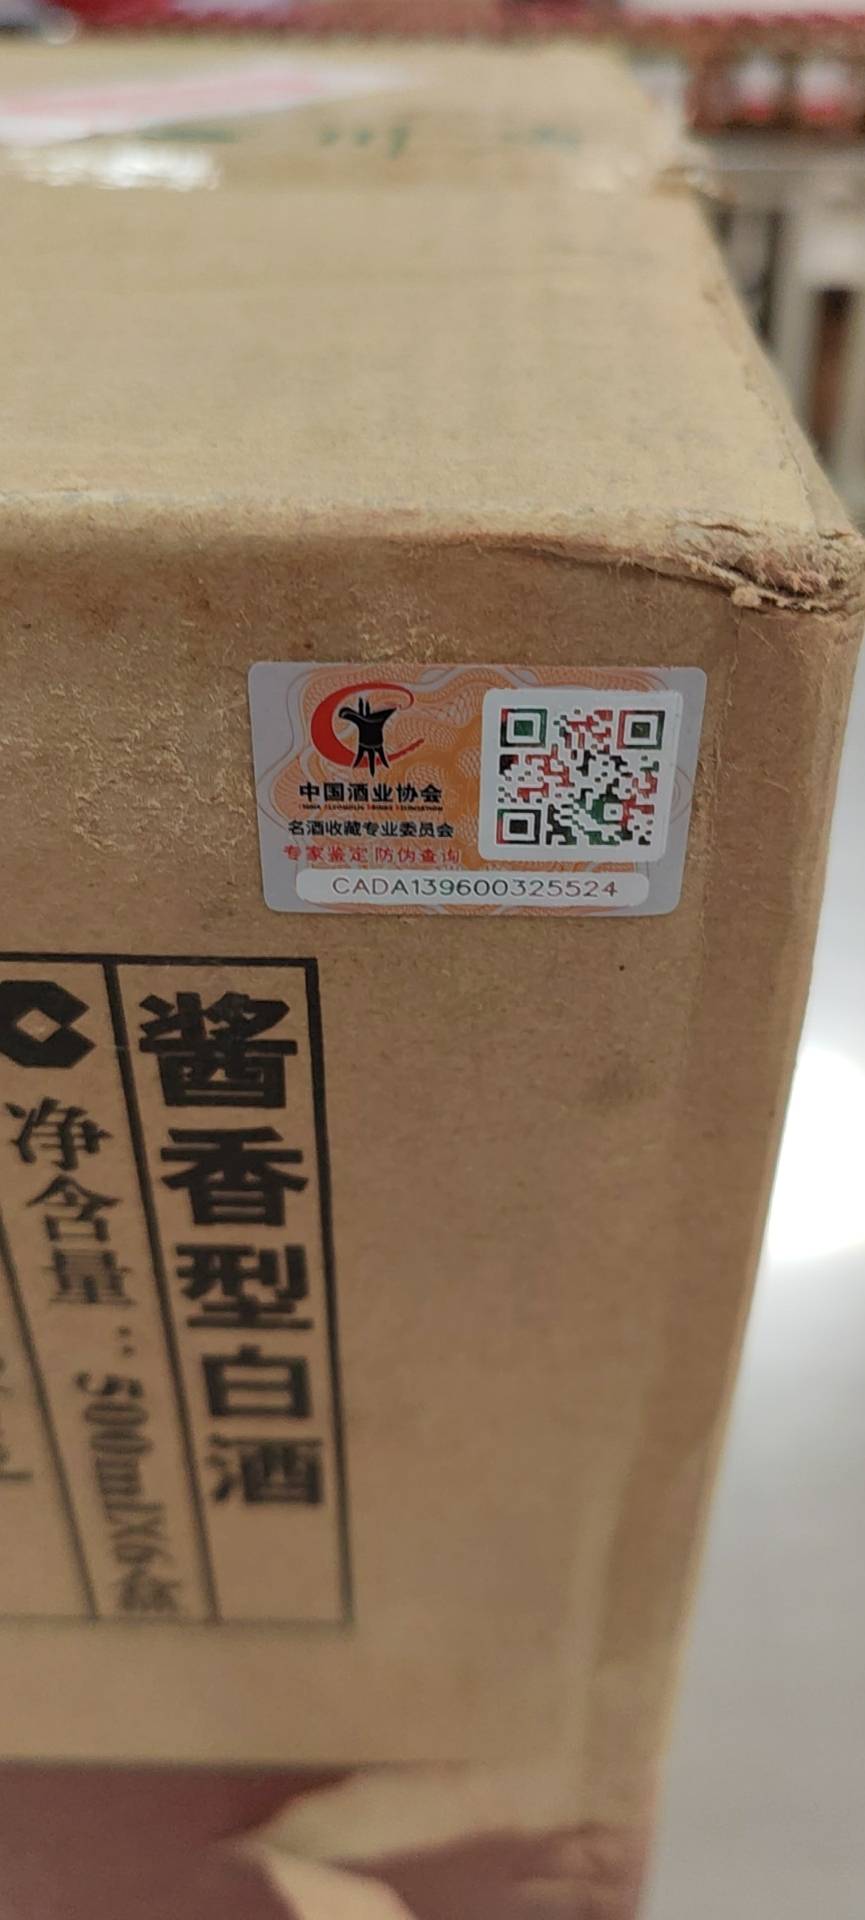 中国酒业协会
名酒收藏专业委员会
专家鉴定 防伪查询
CADA139600325524
酱香型白酒
净含量：500ml×6盒